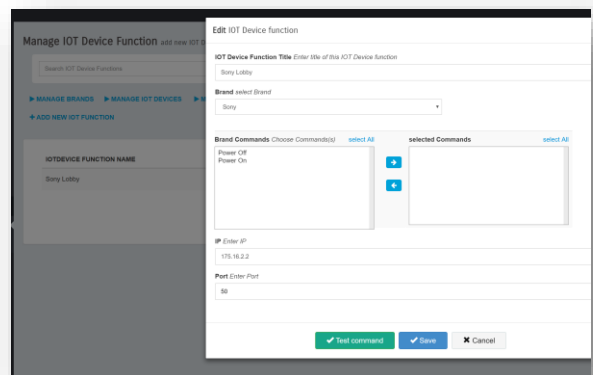 Edit IOT Device function
Manage IOT Device Function add new IOT D
IOT Device Function Title Enter title of this IOT Device function
Search IOT Device Functions
Sony Lobby
Brand select Brand
MANAGE BRANDS MANAGE IOT DEVICES M
Sony
+ ADD NEW IOT FUNCTION
Brand Commands Choose Commands(s) select All selected Commands select All
Power Off
Power On
IOTDEVICE FUNCTION NAME
Sony Lobby
IP Enter IP
173.16.2.2
Port Enter Port
50
Test command Save Cancel